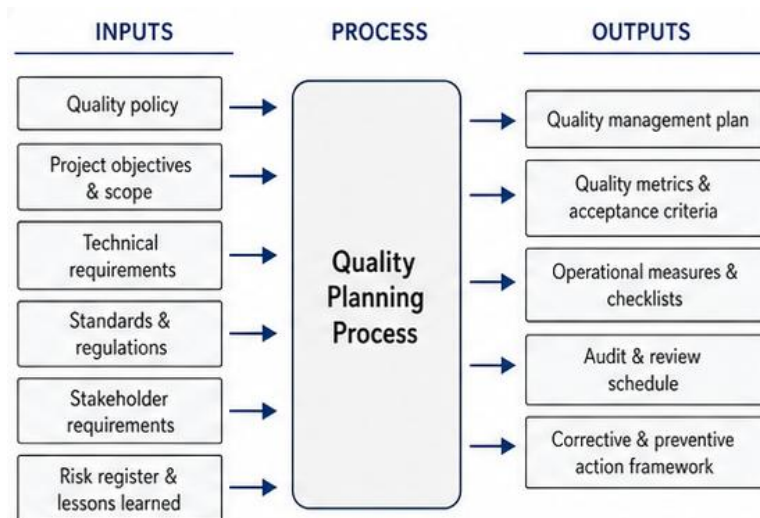 INPUTS
PROCESS
OUTPUTS
Quality policy
Project objectives
& scope
Technical
requirements
Standards &
regulations
Stakeholder
requirements
Risk register &
lessons learned
Quality
Planning
Process
Quality management plan
Quality metrics &
acceptance criteria
Operational measures &
checklists
Audit & review
schedule
Corrective & preventive
action framework